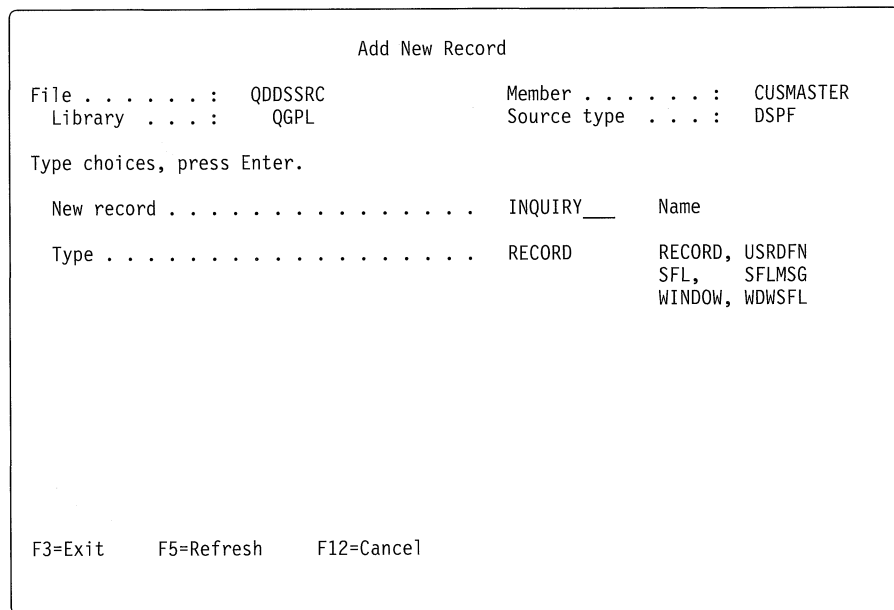 Add New Record
File . . . . . . :   QDDSSRC                    Member . . . . . . :   CUSMASTER
  Library  . . . :     QGPL                     Source type  . . . :   DSPF
Type choices, press Enter.
  New record . . . . . . . . . . . . . . .   INQUIRY___    Name
  Type . . . . . . . . . . . . . . . . . .   RECORD        RECORD, USRDFN
                                                           SFL,    SFLMSG
                                                           WINDOW, WDWSFL
F3=Exit     F5=Refresh     F12=Cancel